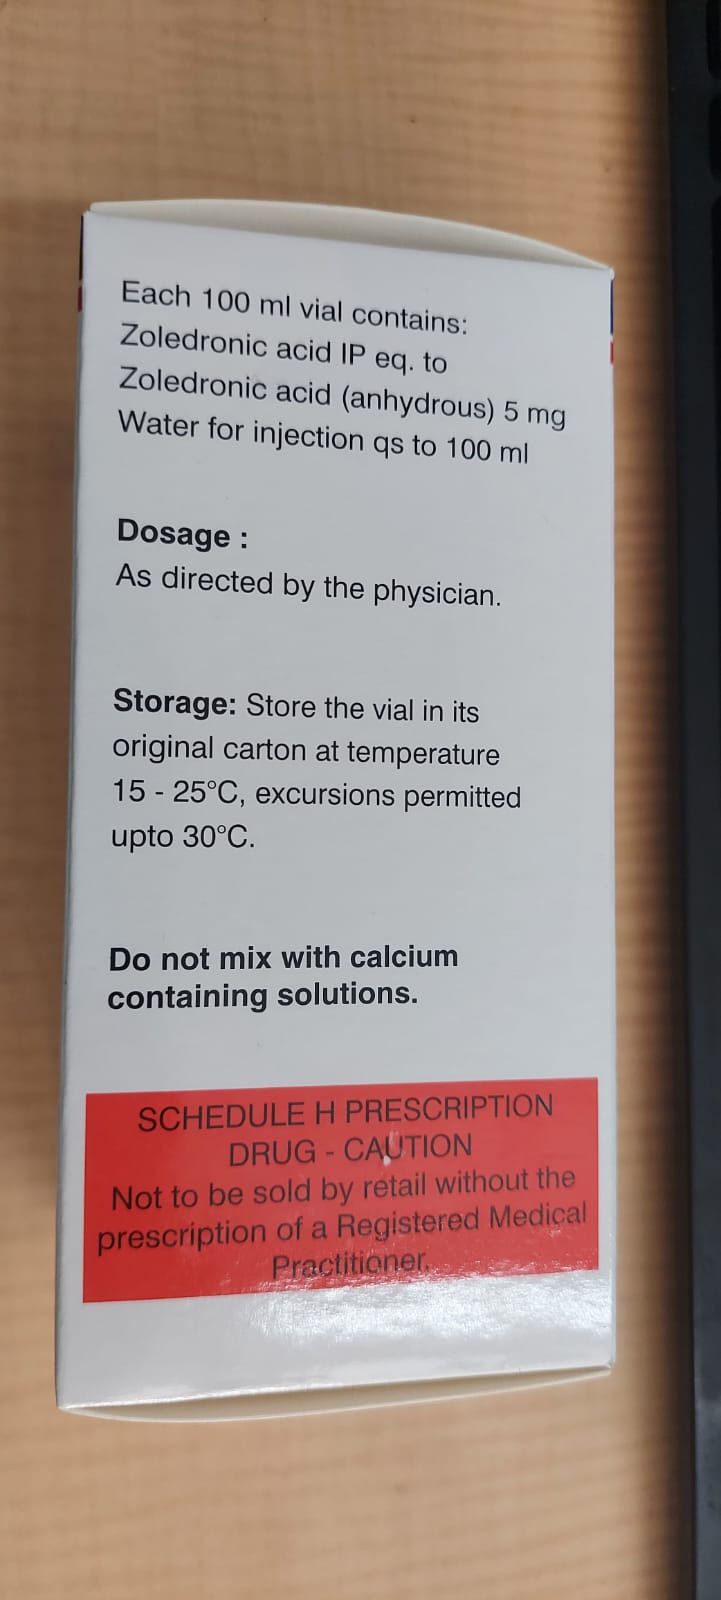 Each 100 ml vial contains:
Zoledronic acid IP eq. to
Zoledronic acid (anhydrous) 5 mg
Water for injection qs to 100 ml
Dosage :
As directed by the physician.
Storage: Store the vial in its
original carton at temperature
15 - 25°C, excursions permitted
upto 30°C.
Do not mix with calcium
containing solutions.
SCHEDULE H PRESCRIPTION
DRUG - CAUTION
Not to be sold by retail without the
prescription of a Registered Medical
Practitioner.